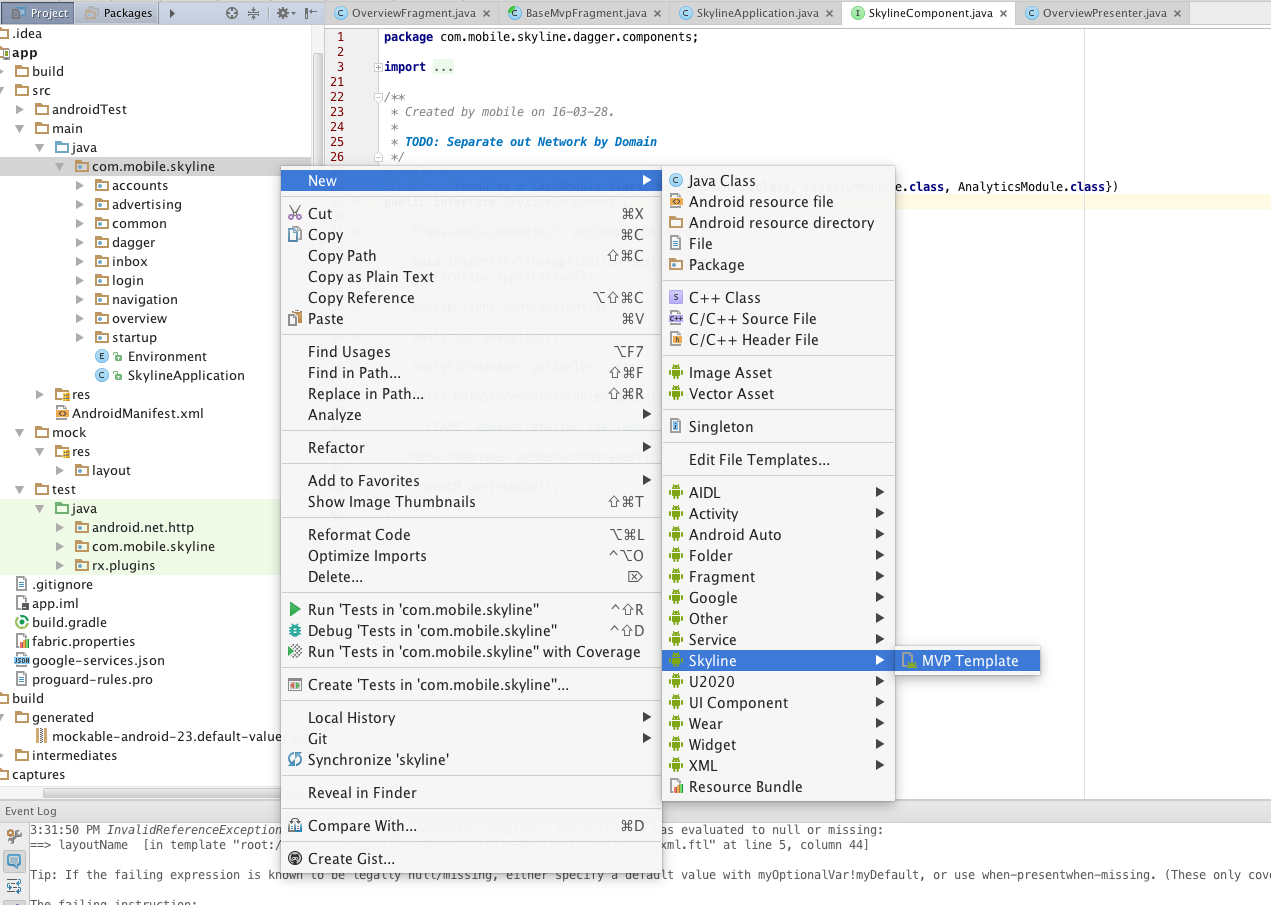 Project
Packages
OverviewFragment.java
BaseMvpFragment.java
SkylineApplication.java
SkylineComponent.java
OverviewPresenter.java
.idea
app
build
src
androidTest
main
java
com.mobile.skyline
accounts
advertising
common
dagger
inbox
login
navigation
overview
startup
Environment
SkylineApplication
res
AndroidManifest.xml
mock
res
layout
test
java
android.net.http
com.mobile.skyline
rx.plugins
.gitignore
app.iml
build.gradle
fabric.properties
google-services.json
proguard-rules.pro
build
generated
mockable-android-23.default-value
intermediates
captures
1 package com.mobile.skyline.dagger.components;
2
3 import ...
21
22 /**
23 * Created by mobile on 16-03-28.
24 *
25 * TODO: Separate out Network by Domain
26 */
.class, AnalyticsModule.class})
New
Cut ⌘X
Copy ⌘C
Copy Path ⇧⌘C
Copy as Plain Text
Copy Reference ⌥⇧⌘C
Paste ⌘V
Find Usages ⌥F7
Find in Path... ⇧⌘F
Replace in Path... ⇧⌘R
Analyze
Refactor
Add to Favorites
Show Image Thumbnails ⇧⌘T
Reformat Code ⌥⌘L
Optimize Imports ^⌥O
Delete... ⌦
Run 'Tests in 'com.mobile.skyline'' ^⇧R
Debug 'Tests in 'com.mobile.skyline'' ^⇧D
Run 'Tests in 'com.mobile.skyline'' with Coverage
Create 'Tests in 'com.mobile.skyline''...
Local History
Git
Synchronize 'skyline'
Reveal in Finder
Compare With... ⌘D
Create Gist...
Java Class
Android resource file
Android resource directory
File
Package
C++ Class
C/C++ Source File
C/C++ Header File
Image Asset
Vector Asset
Singleton
Edit File Templates...
AIDL
Activity
Android Auto
Folder
Fragment
Google
Other
Service
Skyline
U2020
UI Component
Wear
Widget
XML
Resource Bundle
MVP Template
Event Log
3:31:50 PM InvalidReferenceException as evaluated to null or missing:
==> layoutName [in template "root:/ xml.ftl" at line 5, column 44]
Tip: If the failing expression is known to be legally null/missing, either specify a default value with myOptionalVar!myDefault, or use when-presentwhen-missing. (These only cov
The failing instruction: